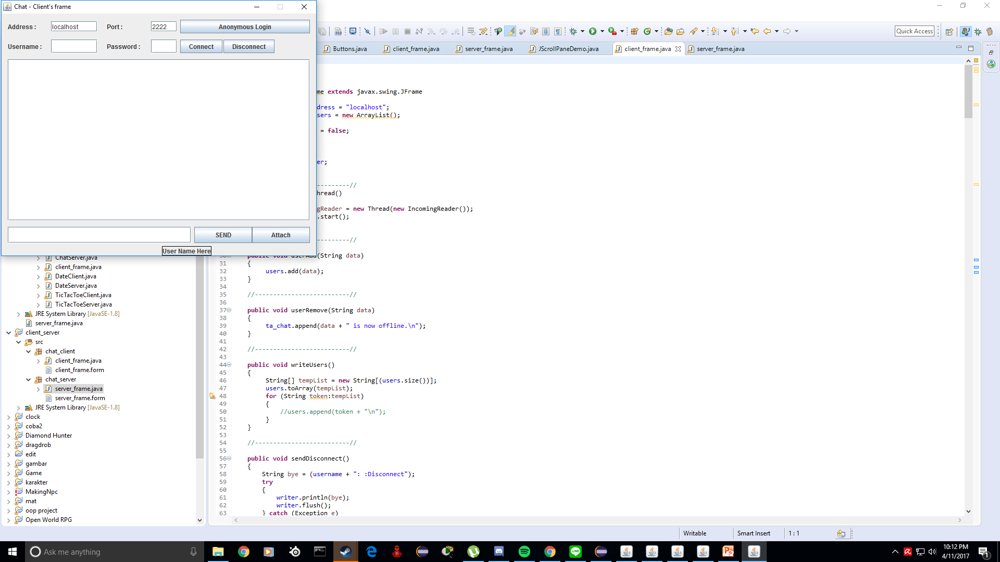 Chat - Client's frame
Address :
localhost
Port :
2222
Anonymous Login
Username :
Password :
Connect
Disconnect
SEND
Attach
User Name Here
Quick Access
Buttons.java
client_frame.java
server_frame.java
JScrollPaneDemo.java
client_frame.java
server_frame.java
me extends javax.swing.JFrame
dress = "localhost";
sers = new ArrayList();
= false;
er;
---------//
hread()
gReader = new Thread(new IncomingReader());
.start();
---------//
public void userAdd(String data)
31 {
32 users.add(data);
33 }
34
35 //--------------------------//
36
37 public void userRemove(String data)
38 {
39 ta_chat.append(data + " is now offline.\n");
40 }
41
42 //--------------------------//
43
44 public void writeUsers()
45 {
46 String[] tempList = new String[(users.size())];
47 users.toArray(tempList);
48 for (String token:tempList)
49 {
50 //users.append(token + "\n");
51 }
52 }
53
54 //--------------------------//
55
56 public void sendDisconnect()
57 {
58 String bye = (username + ": :Disconnect");
59 try
60 {
61 writer.println(bye);
62 writer.flush();
63 } catch (Exception e)
ChatServer.java
client_frame.java
DateClient.java
DateServer.java
TicTacToeClient.java
TicTacToeServer.java
JRE System Library [JavaSE-1.8]
server_frame.java
client_server
src
chat_client
client_frame.java
client_frame.form
chat_server
server_frame.java
server_frame.form
JRE System Library [JavaSE-1.8]
clock
coba2
Diamond Hunter
dragdrob
edit
gambar
Game
karakter
MakingNpc
mat
oop project
Open World RPG
Writable
Smart Insert
1 : 1
Ask me anything
10:12 PM
4/11/2017
1